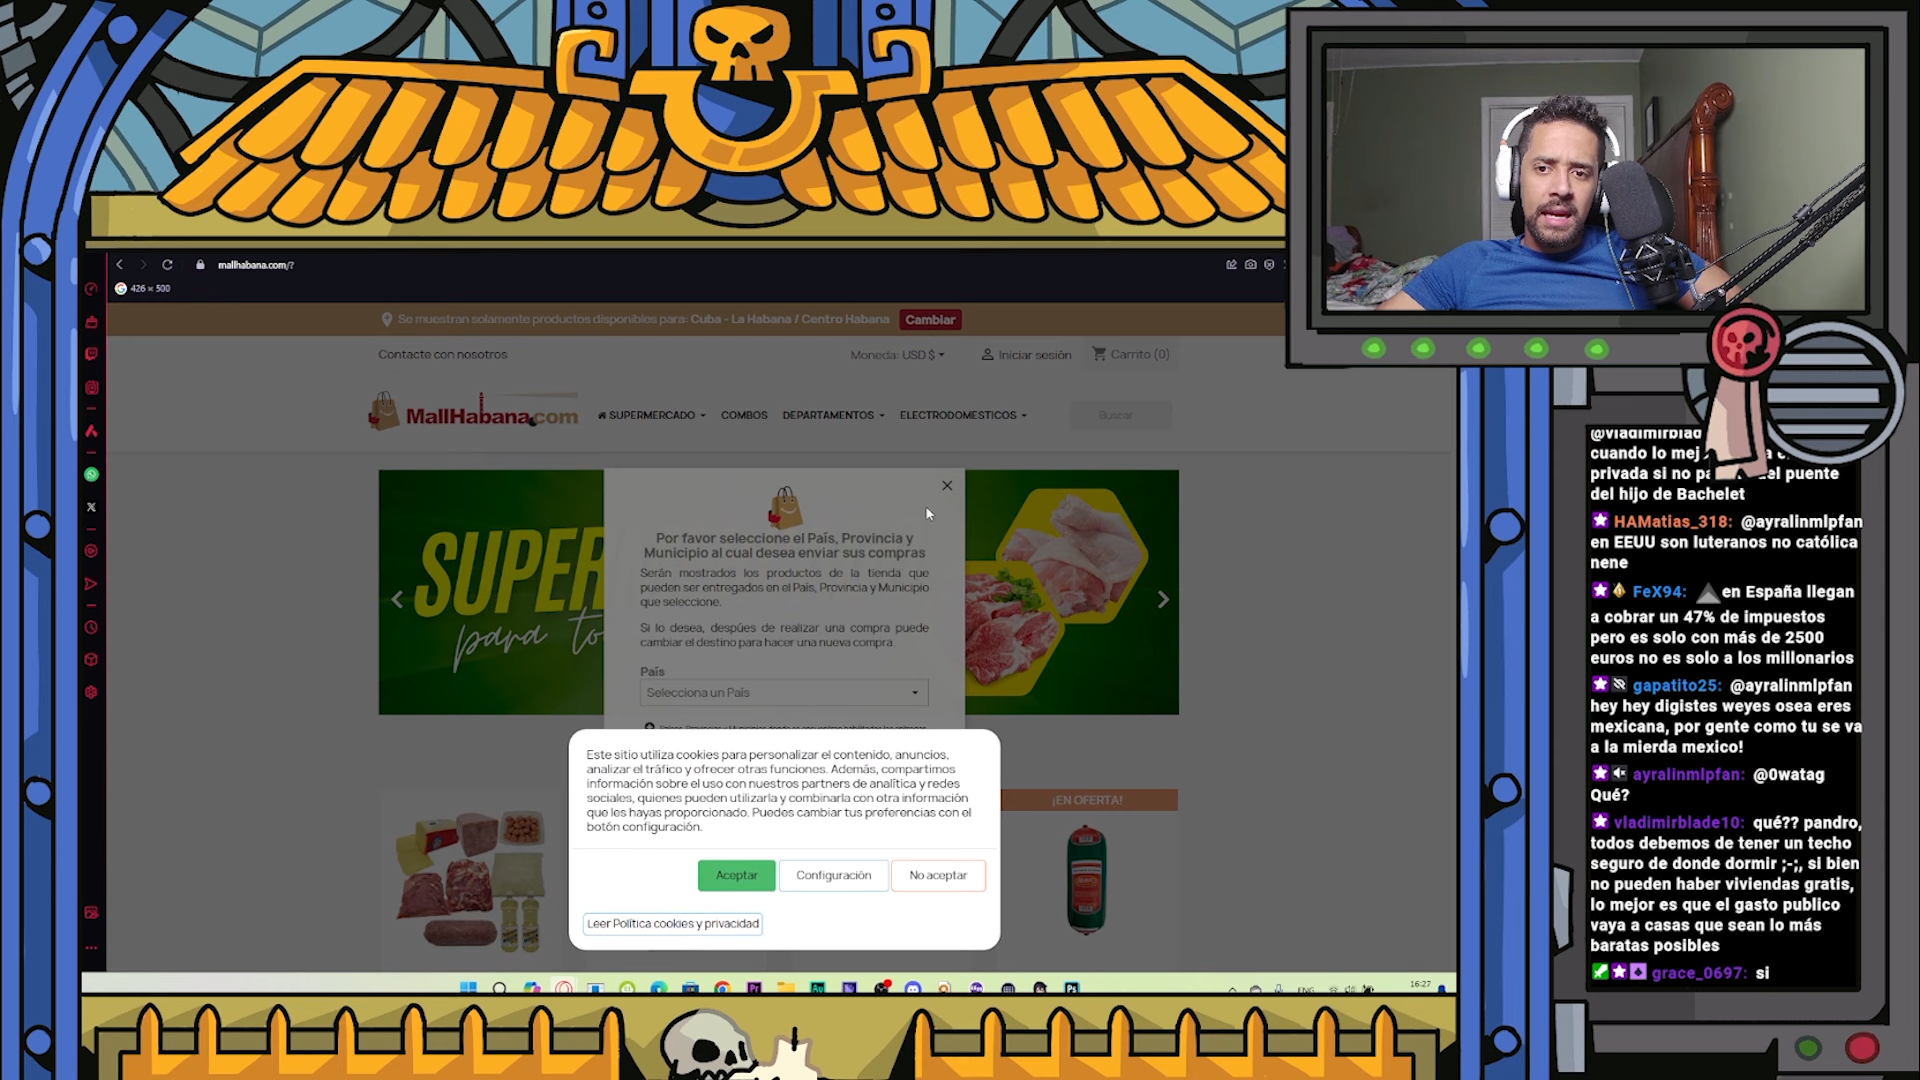 mallhabana.com/?
426 × 500
Se muestran solamente productos disponibles para: Cuba - La Habana / Centro Habana
Cambiar
Contacte con nosotros
Moneda: USD $
Iniciar sesión
Carrito (0)
MallHabana.com
SUPERMERCADO
COMBOS
DEPARTAMENTOS
ELECTRODOMESTICOS
Buscar
SUPER
para to
Por favor seleccione el País, Provincia y
Municipio al cual desea enviar sus compras
Serán mostrados los productos de la tienda que
pueden ser entregados en el País, Provincia y Municipio
que seleccione.
Si lo desea, despúes de realizar una compra puede
cambiar el destino para hacer una nueva compra.
País
Selecciona un País
Este sitio utiliza cookies para personalizar el contenido, anuncios,
analizar el tráfico y ofrecer otras funciones. Además, compartimos
información sobre el uso con nuestros partners de analítica y redes
sociales, quienes pueden utilizarla y combinarla con otra información
que les hayas proporcionado. Puedes cambiar tus preferencias con el
botón configuración.
Aceptar
Configuración
No aceptar
Leer Política cookies y privacidad
¡EN OFERTA!
ENG
16:27
@vladimirblad
cuando lo mej
privada si no pa el puente
del hijo de Bachelet
HAMatias_318: @ayralinmlpfan
en EEUU son luteranos no católica
nene
FeX94: en España llegan
a cobrar un 47% de impuestos
pero es solo con más de 2500
euros no es solo a los millonarios
gapatito25: @ayralinmlpfan
hey hey digistes weyes osea eres
mexicana, por gente como tu se va
a la mierda mexico!
ayralinmlpfan: @0watag
Qué?
vladimirblade10: qué?? pandro,
todos debemos de tener un techo
seguro de donde dormir ;-;, si bien
no pueden haber viviendas gratis,
lo mejor es que el gasto publico
vaya a casas que sean lo más
baratas posibles
grace_0697: si